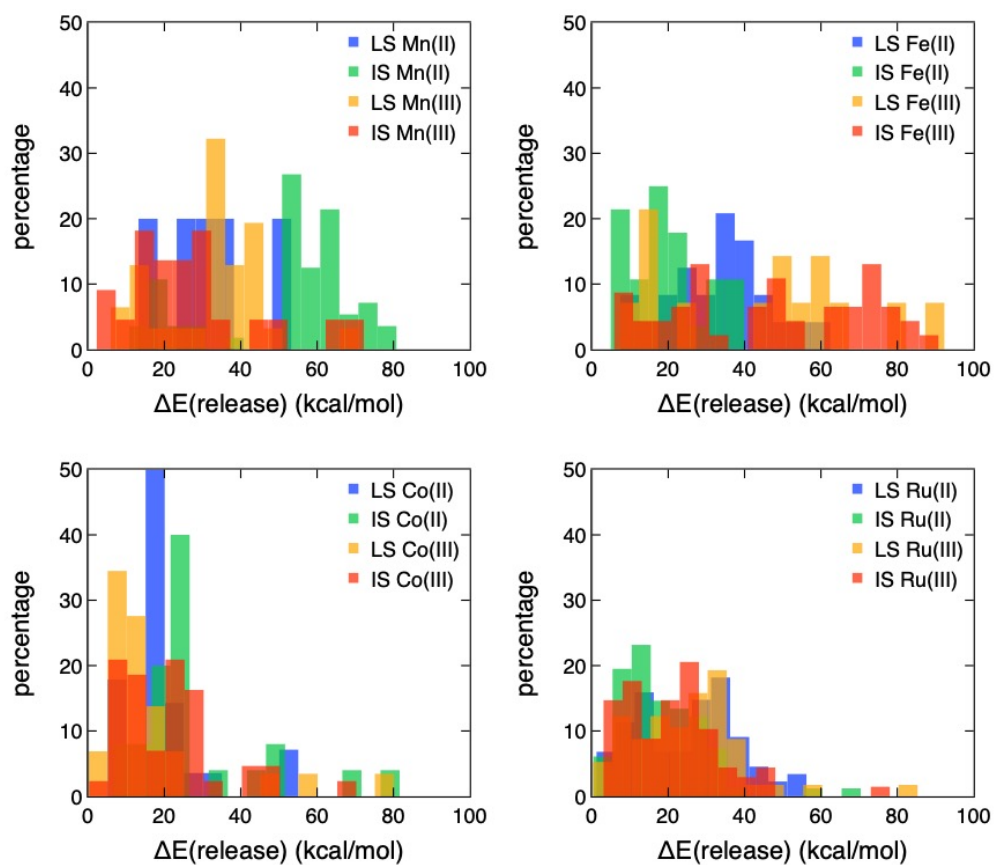 50
40
30
20
10
0
percentage
LS Mn(II)
IS Mn(II)
LS Mn(III)
IS Mn(III)
0 20 40 60 80 100
ΔE(release) (kcal/mol)
50
40
30
20
10
0
percentage
LS Fe(II)
IS Fe(II)
LS Fe(III)
IS Fe(III)
0 20 40 60 80 100
ΔE(release) (kcal/mol)
50
40
30
20
10
0
percentage
LS Co(II)
IS Co(II)
LS Co(III)
IS Co(III)
0 20 40 60 80 100
ΔE(release) (kcal/mol)
50
40
30
20
10
0
percentage
LS Ru(II)
IS Ru(II)
LS Ru(III)
IS Ru(III)
0 20 40 60 80 100
ΔE(release) (kcal/mol)